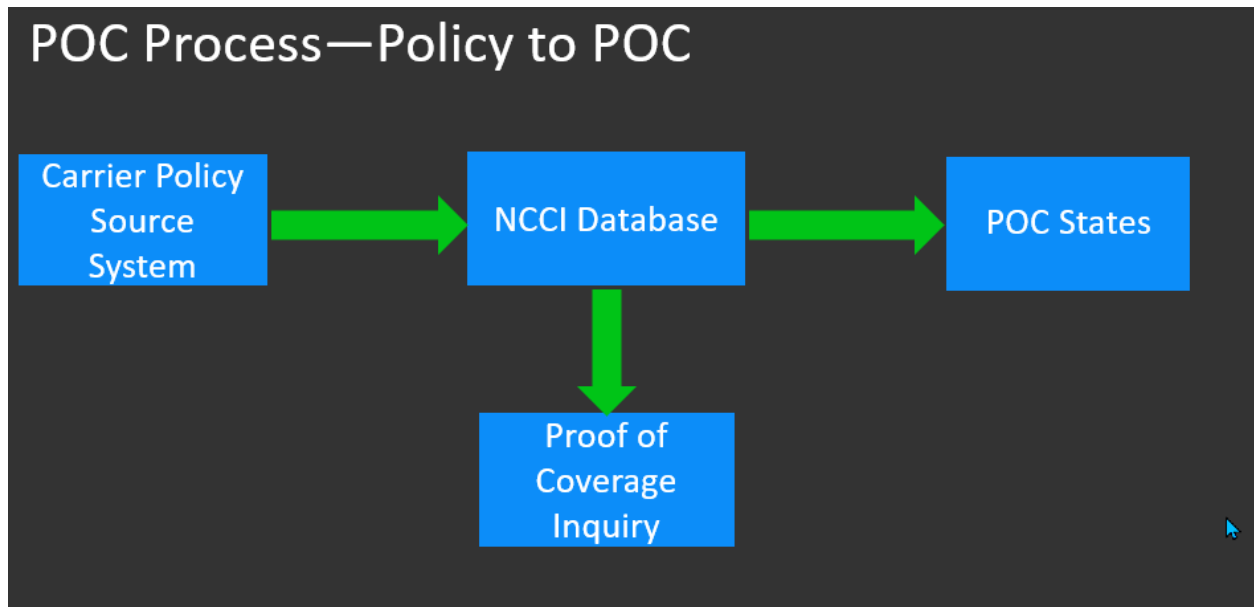 POC Process—Policy to POC
Carrier Policy
Source
System
NCCI Database
POC States
Proof of
Coverage
Inquiry